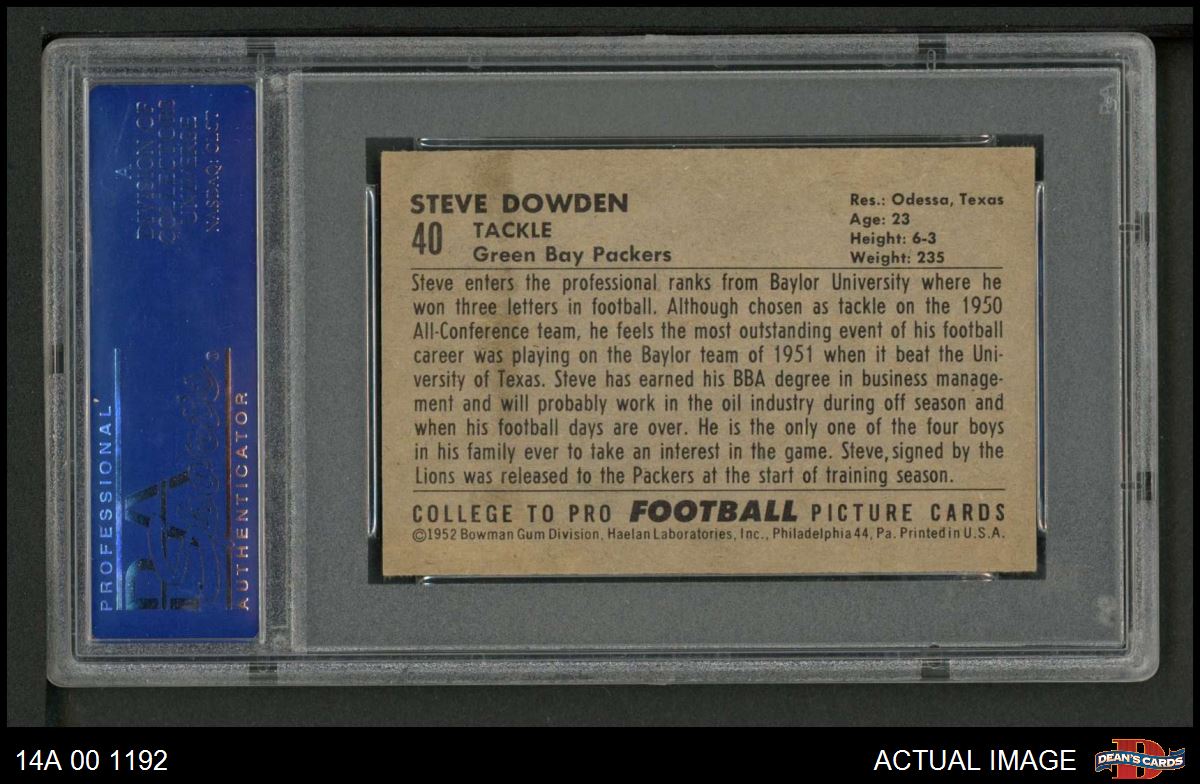 A
DIVISION OF
COLLECTORS
UNIVERSE
NASDAQ: CLCT
PROFESSIONAL
PSA
AUTHENTICATOR
STEVE DOWDEN
40
TACKLE
Green Bay Packers
Res.: Odessa, Texas
Age: 23
Height: 6-3
Weight: 235
Steve enters the professional ranks from Baylor University where he
won three letters in football. Although chosen as tackle on the 1950
All-Conference team, he feels the most outstanding event of his football
career was playing on the Baylor team of 1951 when it beat the Uni-
versity of Texas. Steve has earned his BBA degree in business manage-
ment and will probably work in the oil industry during off season and
when his football days are over. He is the only one of the four boys
in his family ever to take an interest in the game. Steve, signed by the
Lions was released to the Packers at the start of training season.
COLLEGE TO PRO FOOTBALL PICTURE CARDS
©1952 Bowman Gum Division, Haelan Laboratories, Inc., Philadelphia 44, Pa. Printed in U.S.A.
14A 00 1192
ACTUAL IMAGE
D
DEAN'S CARDS